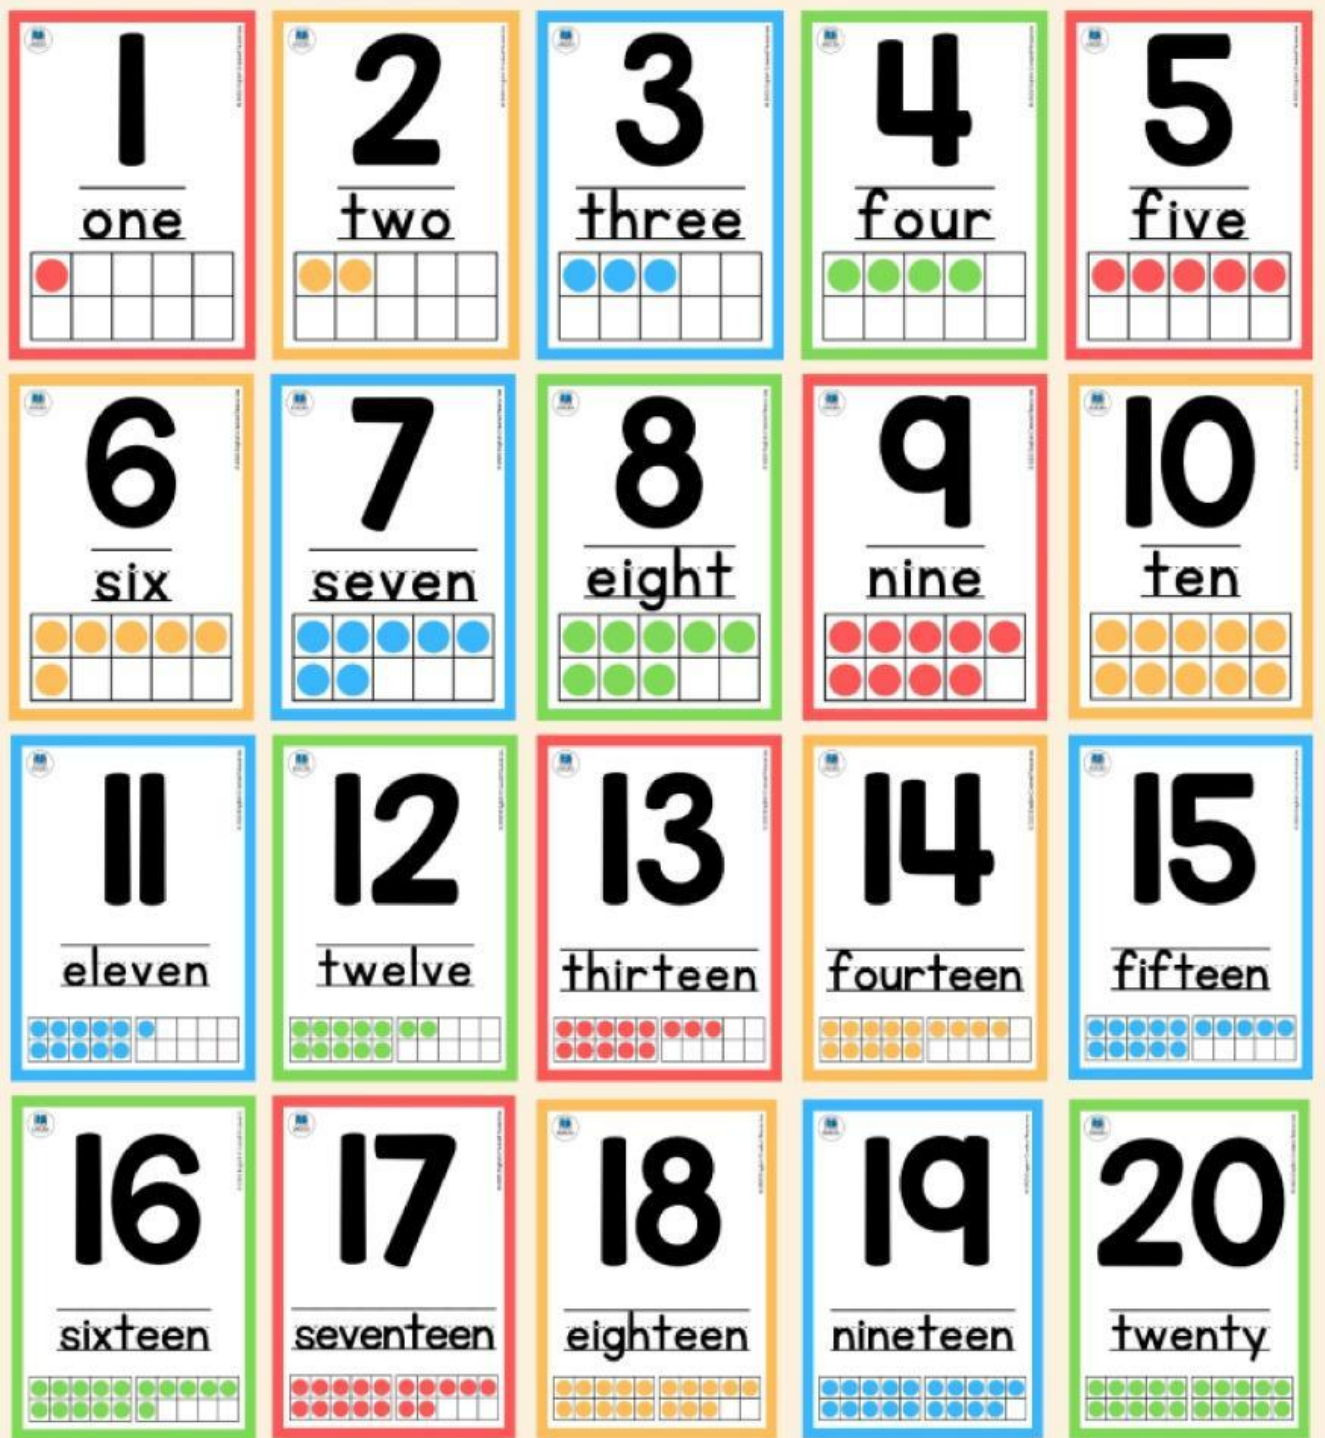 1 2 3 4 5
one two three four five
6 7 8 9 10
six seven eight nine ten
11 12 13 14 15
eleven twelve thirteen fourteen fifteen
16 17 18 19 20
sixteen seventeen eighteen nineteen twenty